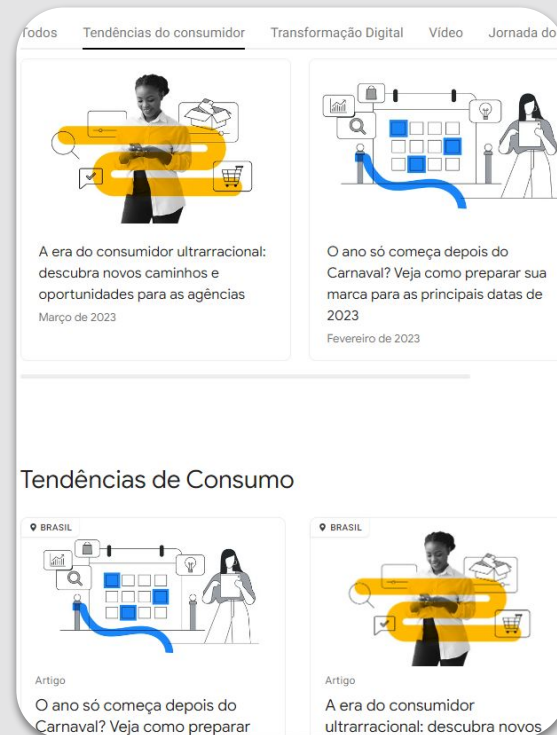 Todos
Tendências do consumidor
Transformação Digital
Vídeo
Jornada do
A era do consumidor ultrarracional:
descubra novos caminhos e
oportunidades para as agências
Março de 2023
O ano só começa depois do
Carnaval? Veja como preparar sua
marca para as principais datas de
2023
Fevereiro de 2023
Tendências de Consumo
BRASIL
Artigo
O ano só começa depois do
Carnaval? Veja como preparar
BRASIL
Artigo
A era do consumidor
ultrarracional: descubra novos